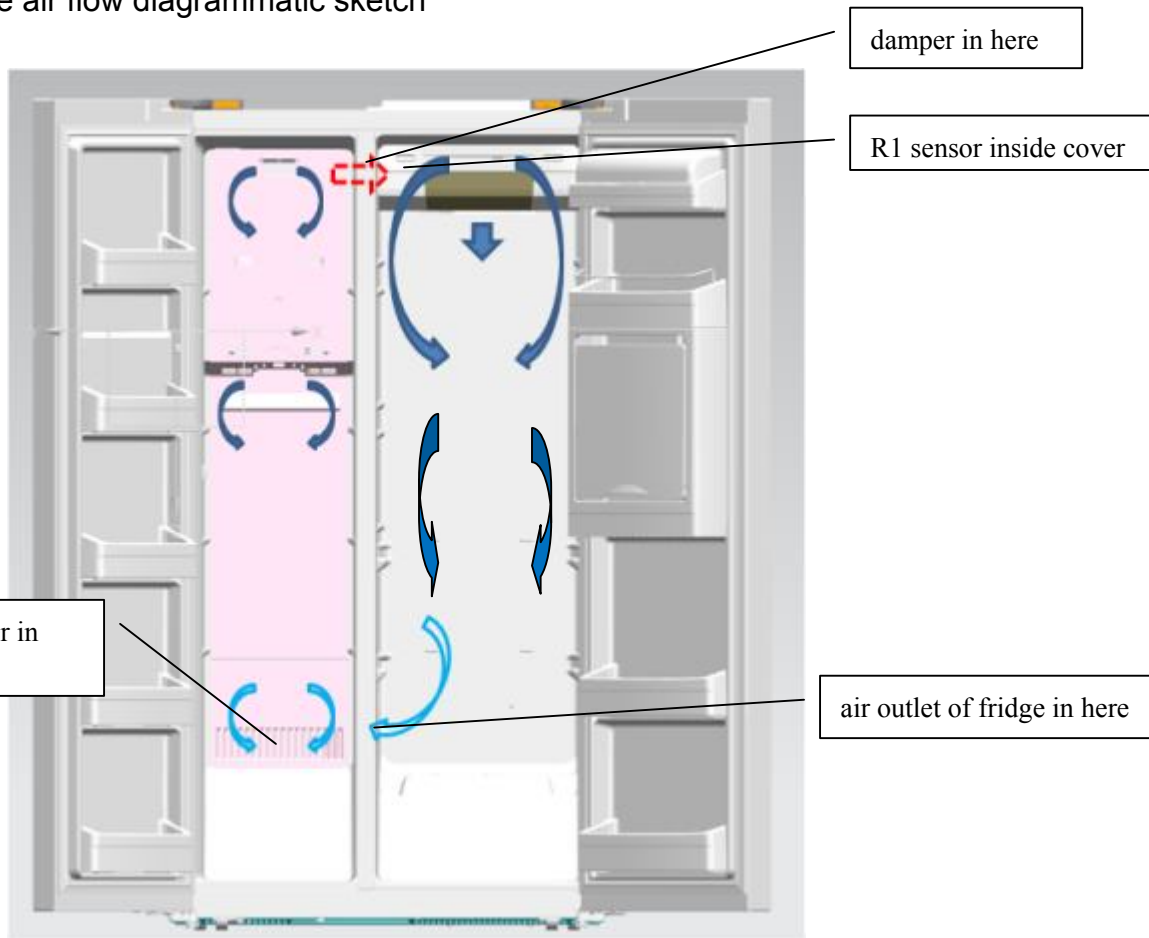 e air flow diagrammatic sketch
damper in here
R1 sensor inside cover
r in
air outlet of fridge in here